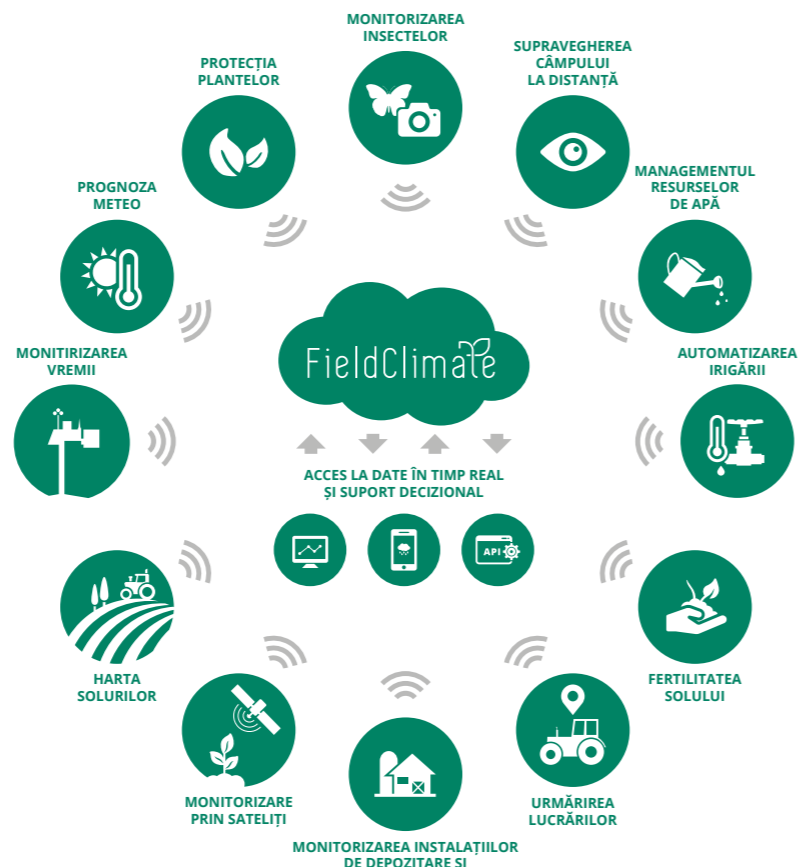 MONITORIZAREA
INSECTELOR
SUPRAVEGHEREA
CÂMPULUI
LA DISTANȚĂ
PROTECȚIA
PLANTELOR
MANAGEMENTUL
RESURSELOR
DE APĂ
PROGNOZA
METEO
FieldClimate
MONITIRIZAREA
VREMII
AUTOMATIZAREA
IRIGĂRII
ACCES LA DATE ÎN TIMP REAL
ȘI SUPORT DECIZIONAL
API
HARTA
SOLURILOR
FERTILITATEA
SOLULUI
MONITORIZARE
PRIN SATELIȚI
URMĂRIREA
LUCRĂRILOR
MONITORIZAREA INSTALAȚIILOR
DE DEPOZITARE ȘI